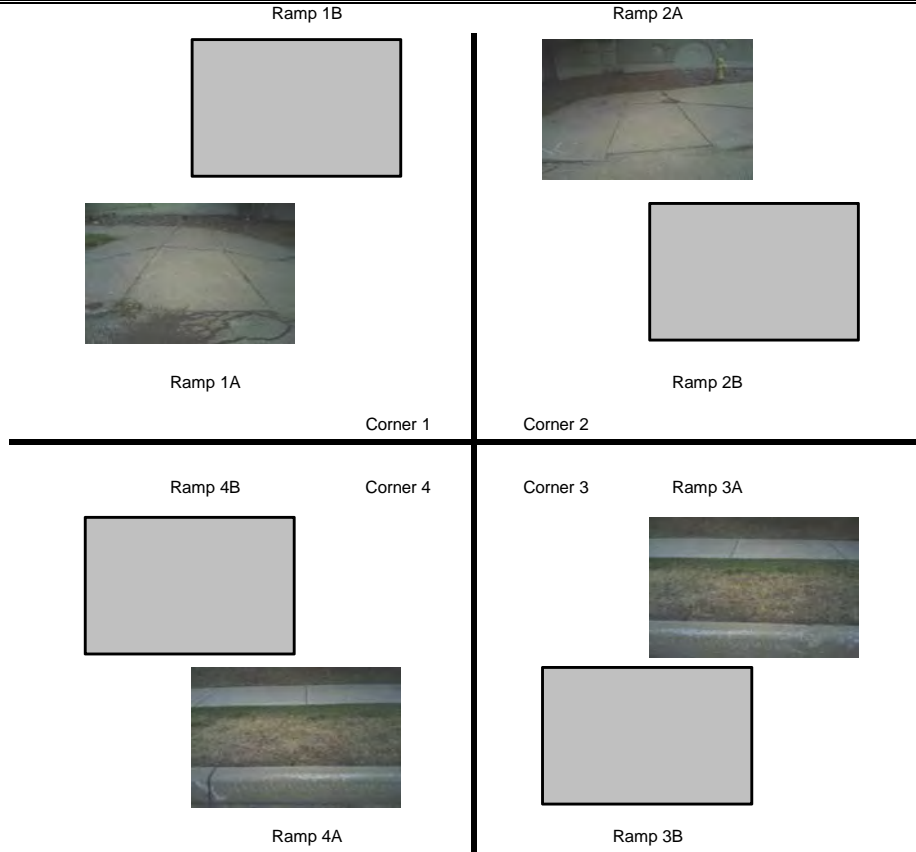 Ramp 1B
Ramp 2A
Ramp 1A
Ramp 2B
Corner 1
Corner 2
Ramp 4B
Corner 4
Corner 3
Ramp 3A
Ramp 4A
Ramp 3B